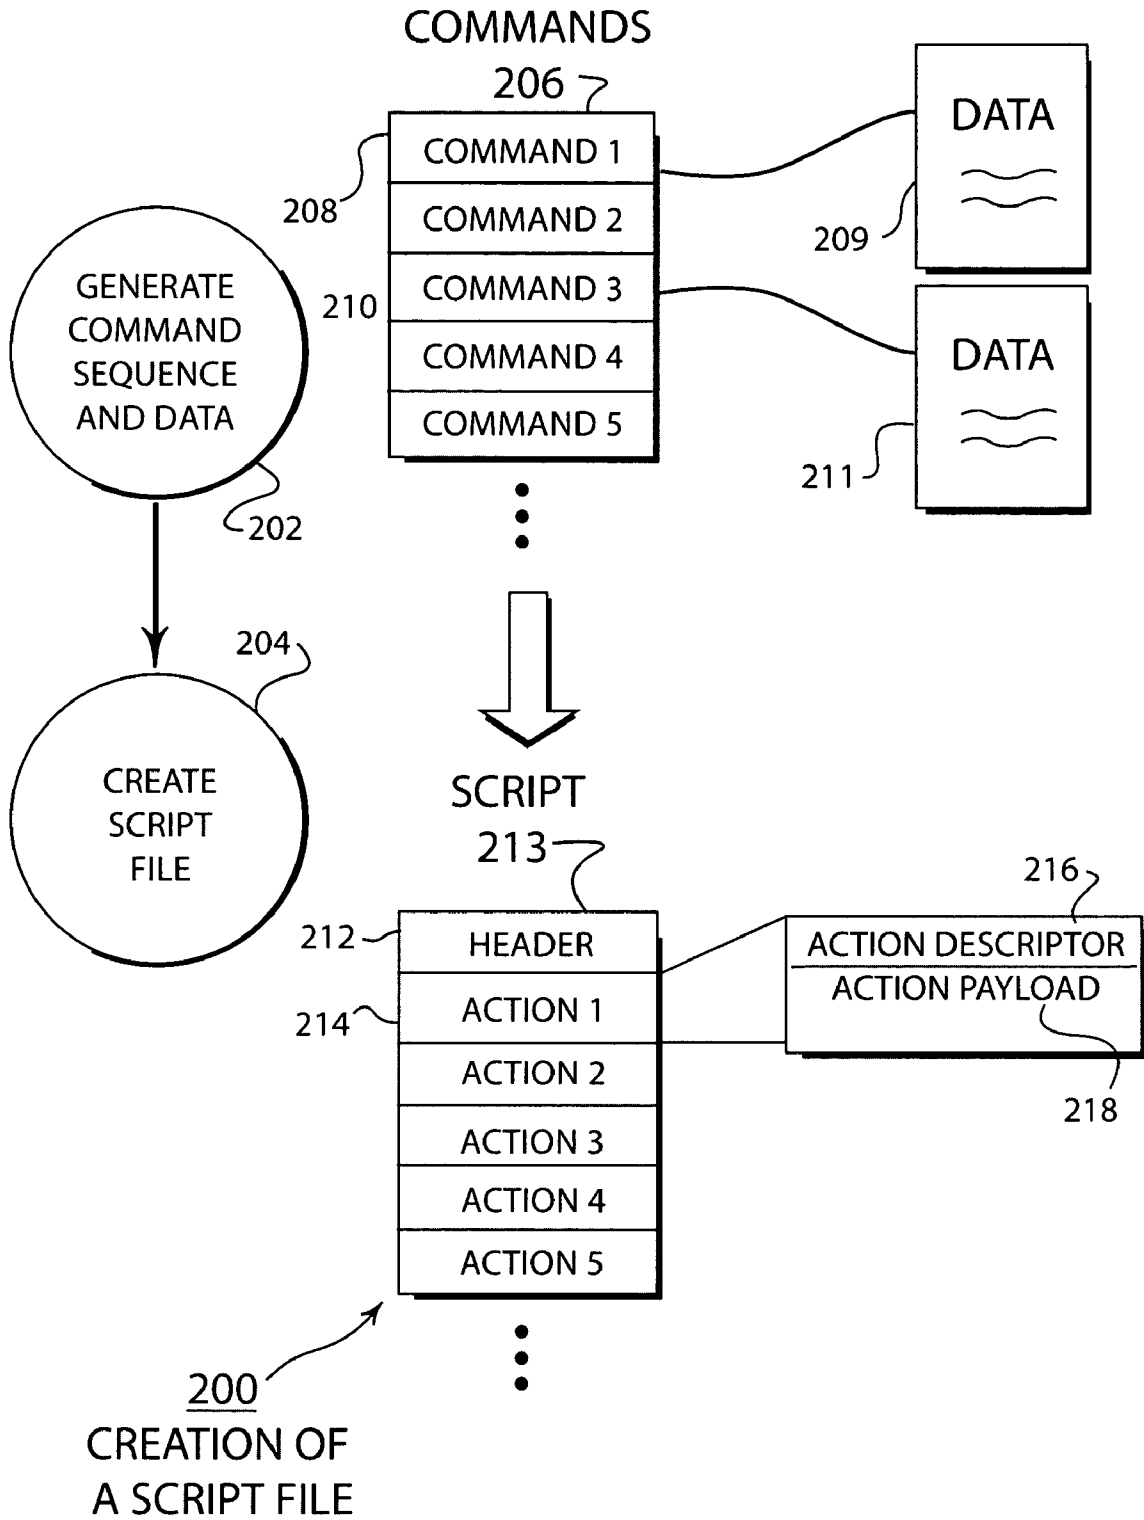 COMMANDS
206
COMMAND 1
COMMAND 2
COMMAND 3
COMMAND 4
COMMAND 5
208
210
DATA
209
DATA
211
GENERATE
COMMAND
SEQUENCE
AND DATA
202
204
CREATE
SCRIPT
FILE
SCRIPT
213
212
HEADER
214
ACTION 1
ACTION 2
ACTION 3
ACTION 4
ACTION 5
216
ACTION DESCRIPTOR
ACTION PAYLOAD
218
200
CREATION OF
A SCRIPT FILE